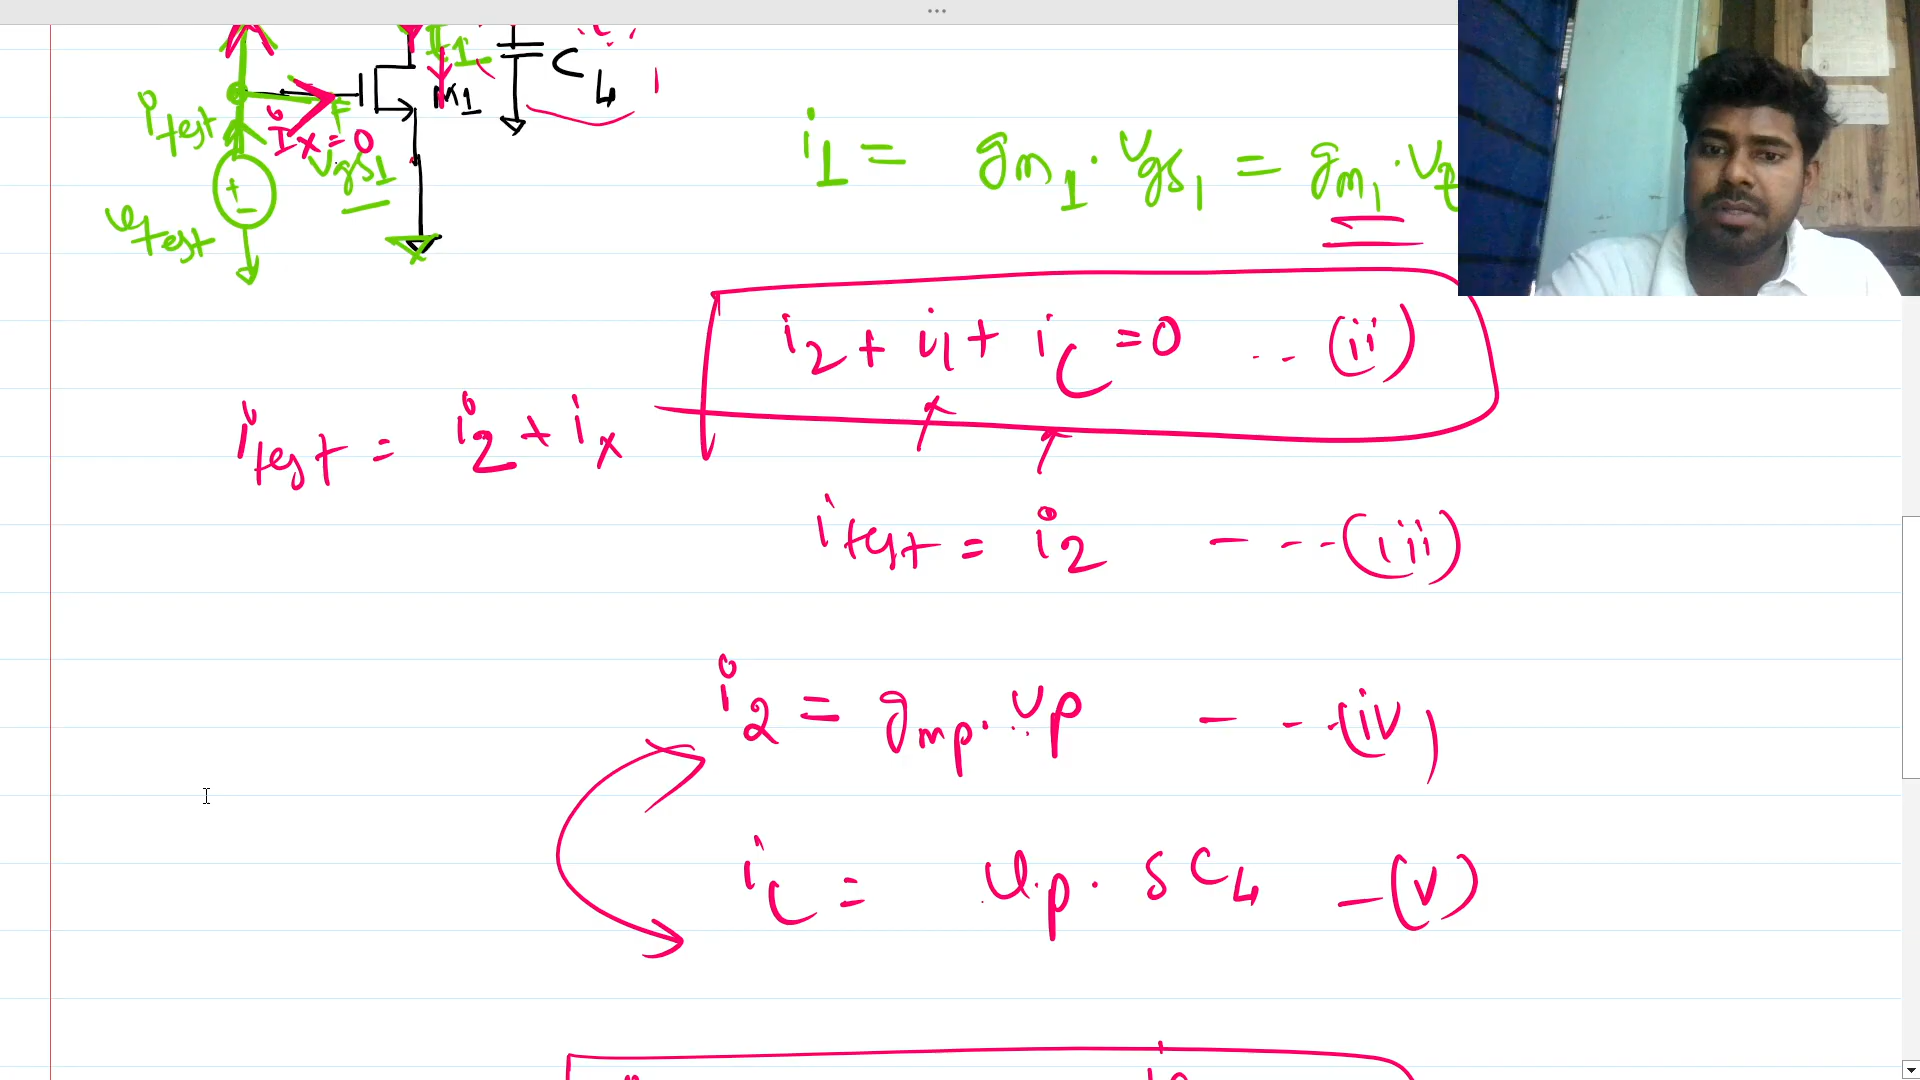 C4
M1
I1
itest
Ix=0
vgs1
+
-
vtest
i1 = gm1 · vgs1 = gm1 ·
i2 + i1 + iC =0 .. (ii)
itest = i2 + ix
itest = i2 - --(iii)
i2 = gmp · vp - - -(iv)
iC = vp · sC4 -(v)